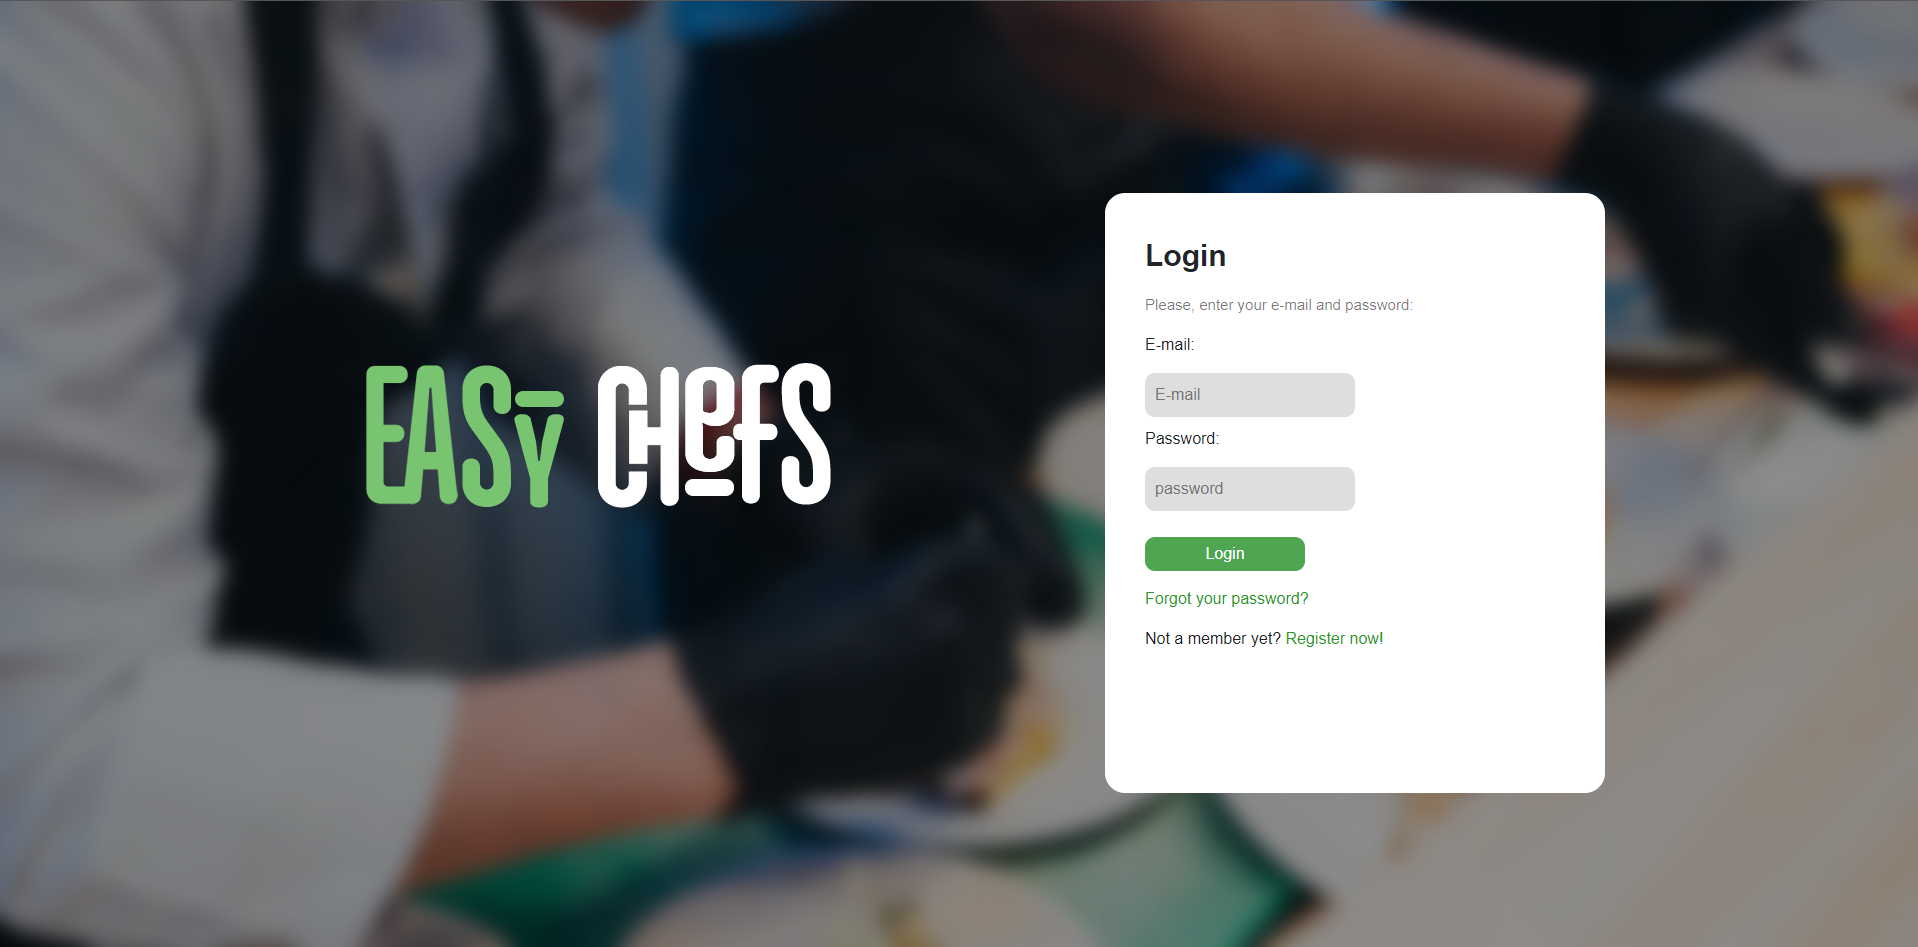 EASY CHEFS
Login
Please, enter your e-mail and password:
E-mail:
E-mail
Password:
password
Login
Forgot your password?
Not a member yet? Register now!